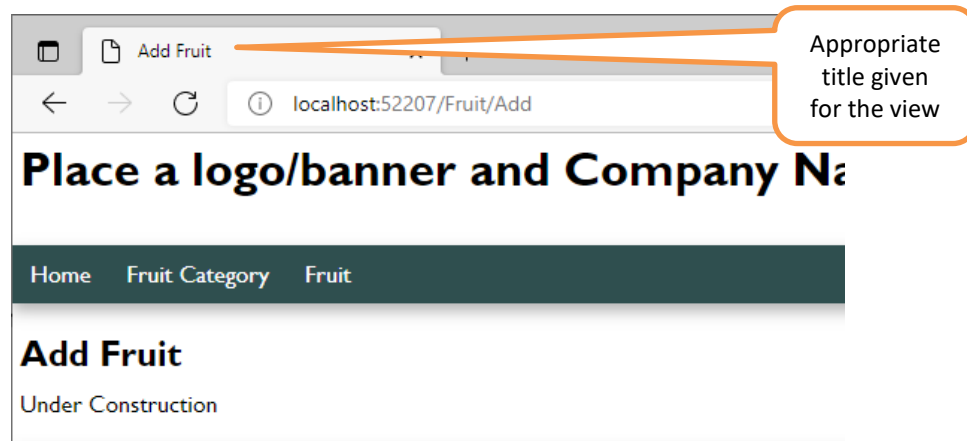 Add Fruit
Appropriate
title given
for the view
localhost:52207/Fruit/Add
Place a logo/banner and Company
Home Fruit Category Fruit
Add Fruit
Under Construction